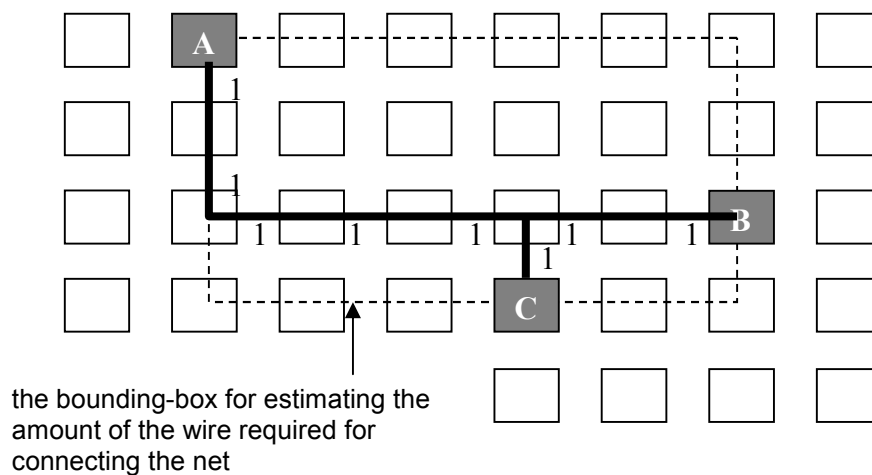 A
1
1
B
1 1 1 1 1
1
C
the bounding-box for estimating the
amount of the wire required for
connecting the net